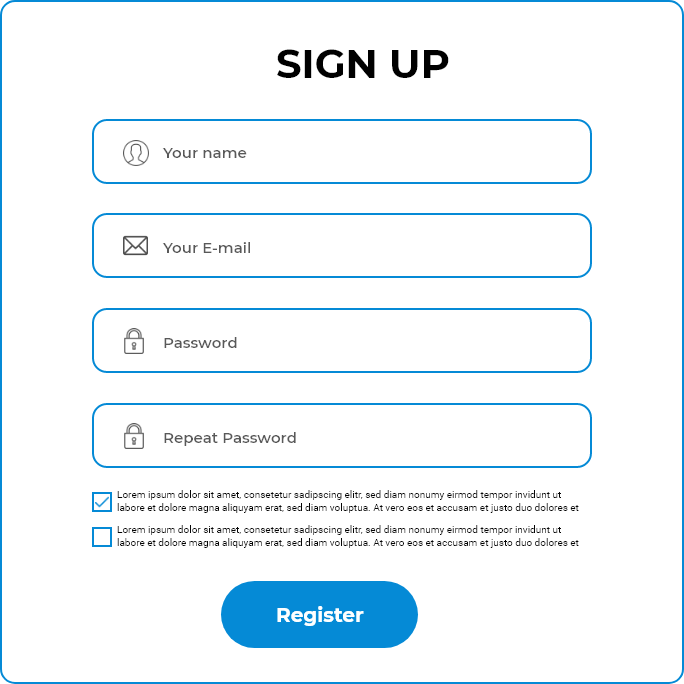 SIGN UP
Your name
Your E-mail
Password
Repeat Password
Lorem ipsum dolor sit amet, consetetur sadipscing elitr, sed diam nonumy eirmod tempor invidunt ut
labore et dolore magna aliquyam erat, sed diam voluptua. At vero eos et accusam et justo duo dolores et
Lorem ipsum dolor sit amet, consetetur sadipscing elitr, sed diam nonumy eirmod tempor invidunt ut
labore et dolore magna aliquyam erat, sed diam voluptua. At vero eos et accusam et justo duo dolores et
Register